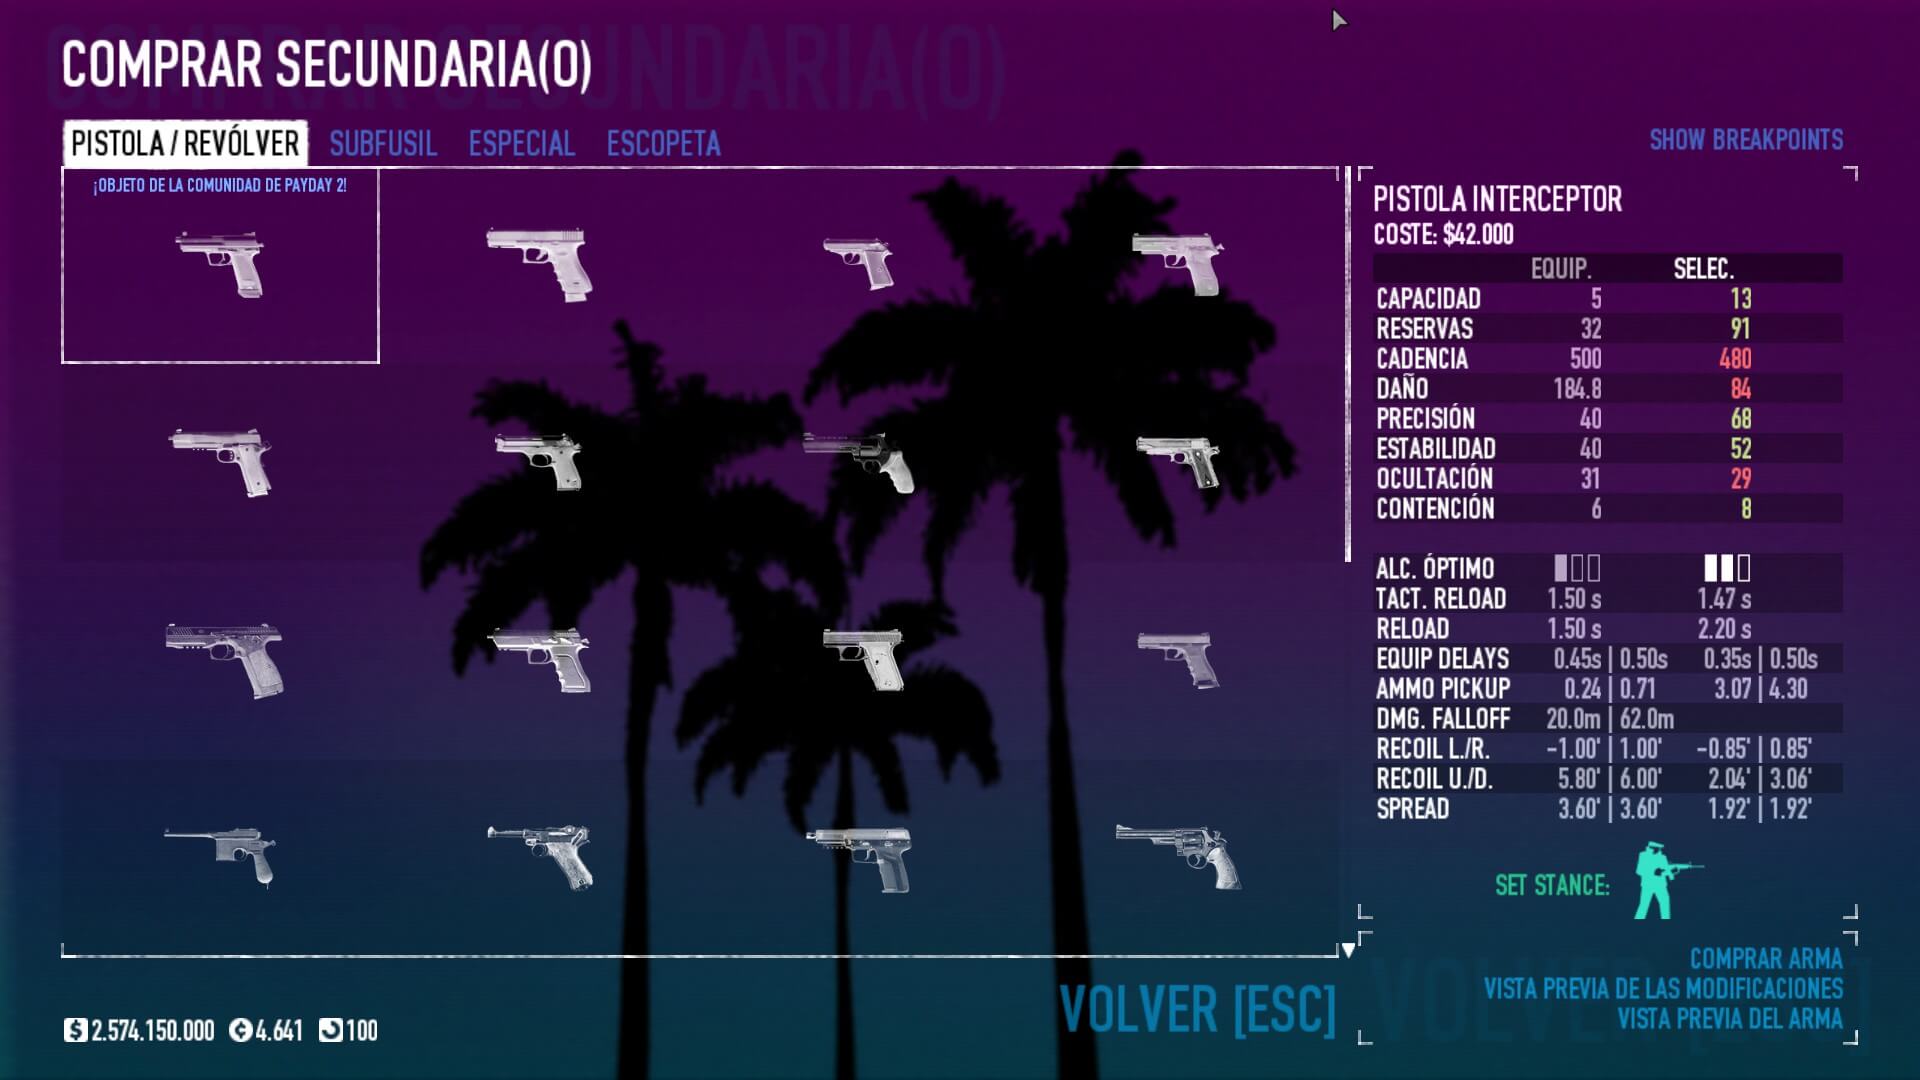 COMPRAR SECUNDARIA(O)
PISTOLA / REVÓLVER SUBFUSIL ESPECIAL ESCOPETA
SHOW BREAKPOINTS
¡OBJETO DE LA COMUNIDAD DE PAYDAY 2!
PISTOLA INTERCEPTOR
COSTE: $42.000
EQUIP. SELEC.
CAPACIDAD 5 13
RESERVAS 32 91
CADENCIA 500 480
DAÑO 184.8 84
PRECISIÓN 40 68
ESTABILIDAD 40 52
OCULTACIÓN 31 29
CONTENCIÓN 6 8
ALC. ÓPTIMO
TACT. RELOAD 1.50 s 1.47 s
RELOAD 1.50 s 2.20 s
EQUIP DELAYS 0.45s | 0.50s 0.35s | 0.50s
AMMO PICKUP 0.24 | 0.71 3.07 | 4.30
DMG. FALLOFF 20.0m | 62.0m
RECOIL L./R. -1.00' | 1.00' -0.85' | 0.85'
RECOIL U./D. 5.80' | 6.00' 2.04' | 3.06'
SPREAD 3.60' | 3.60' 1.92' | 1.92'
SET STANCE:
COMPRAR ARMA
VISTA PREVIA DE LAS MODIFICACIONES
VISTA PREVIA DEL ARMA
VOLVER [ESC]
$ 2.574.150.000 4.641 100